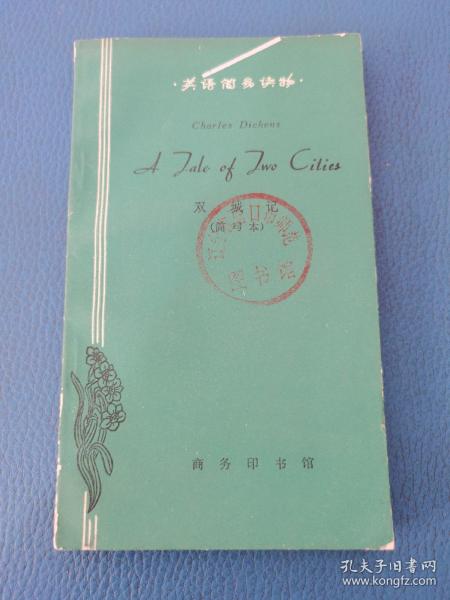 ·英语简易读物·
Charles Dickens
A Tale of Two Cities
双城记
(简写本)
图书馆
商务印书馆
孔夫子旧书网
www.kongfz.com